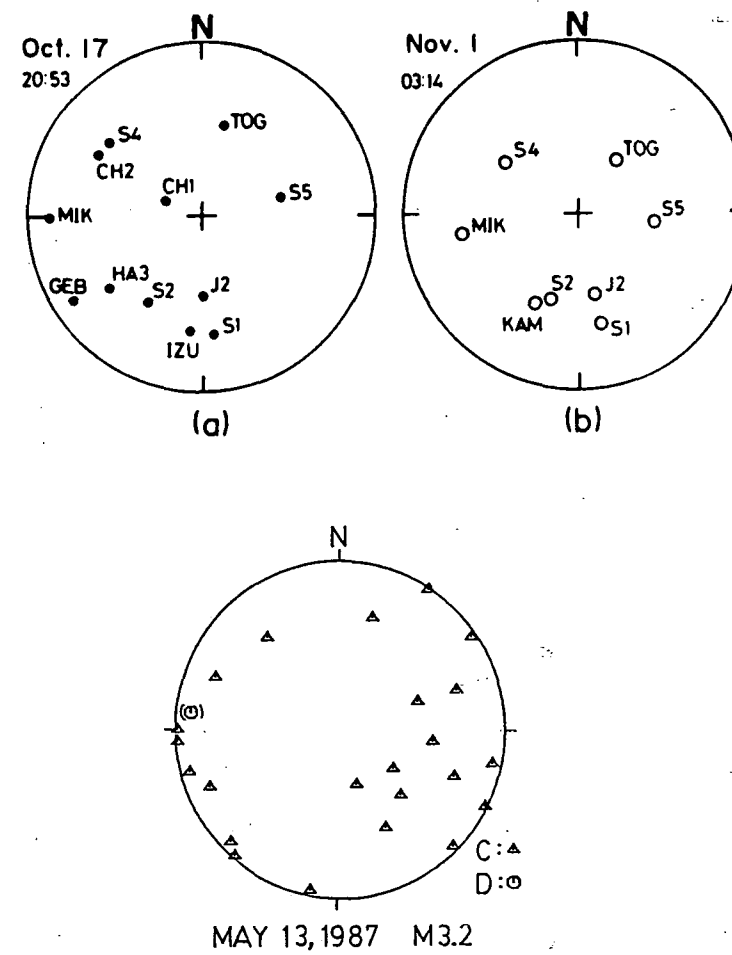 N
Oct. 17
20:53
TOG
S4
CH2
CH1
S5
MIK
HA3
GEB
S2
J2
S1
IZU
(a)
N
Nov. 1
03:14
S4
TOG
S5
MIK
S2
J2
KAM
S1
(b)
N
C:
D:
MAY 13, 1987 M3.2